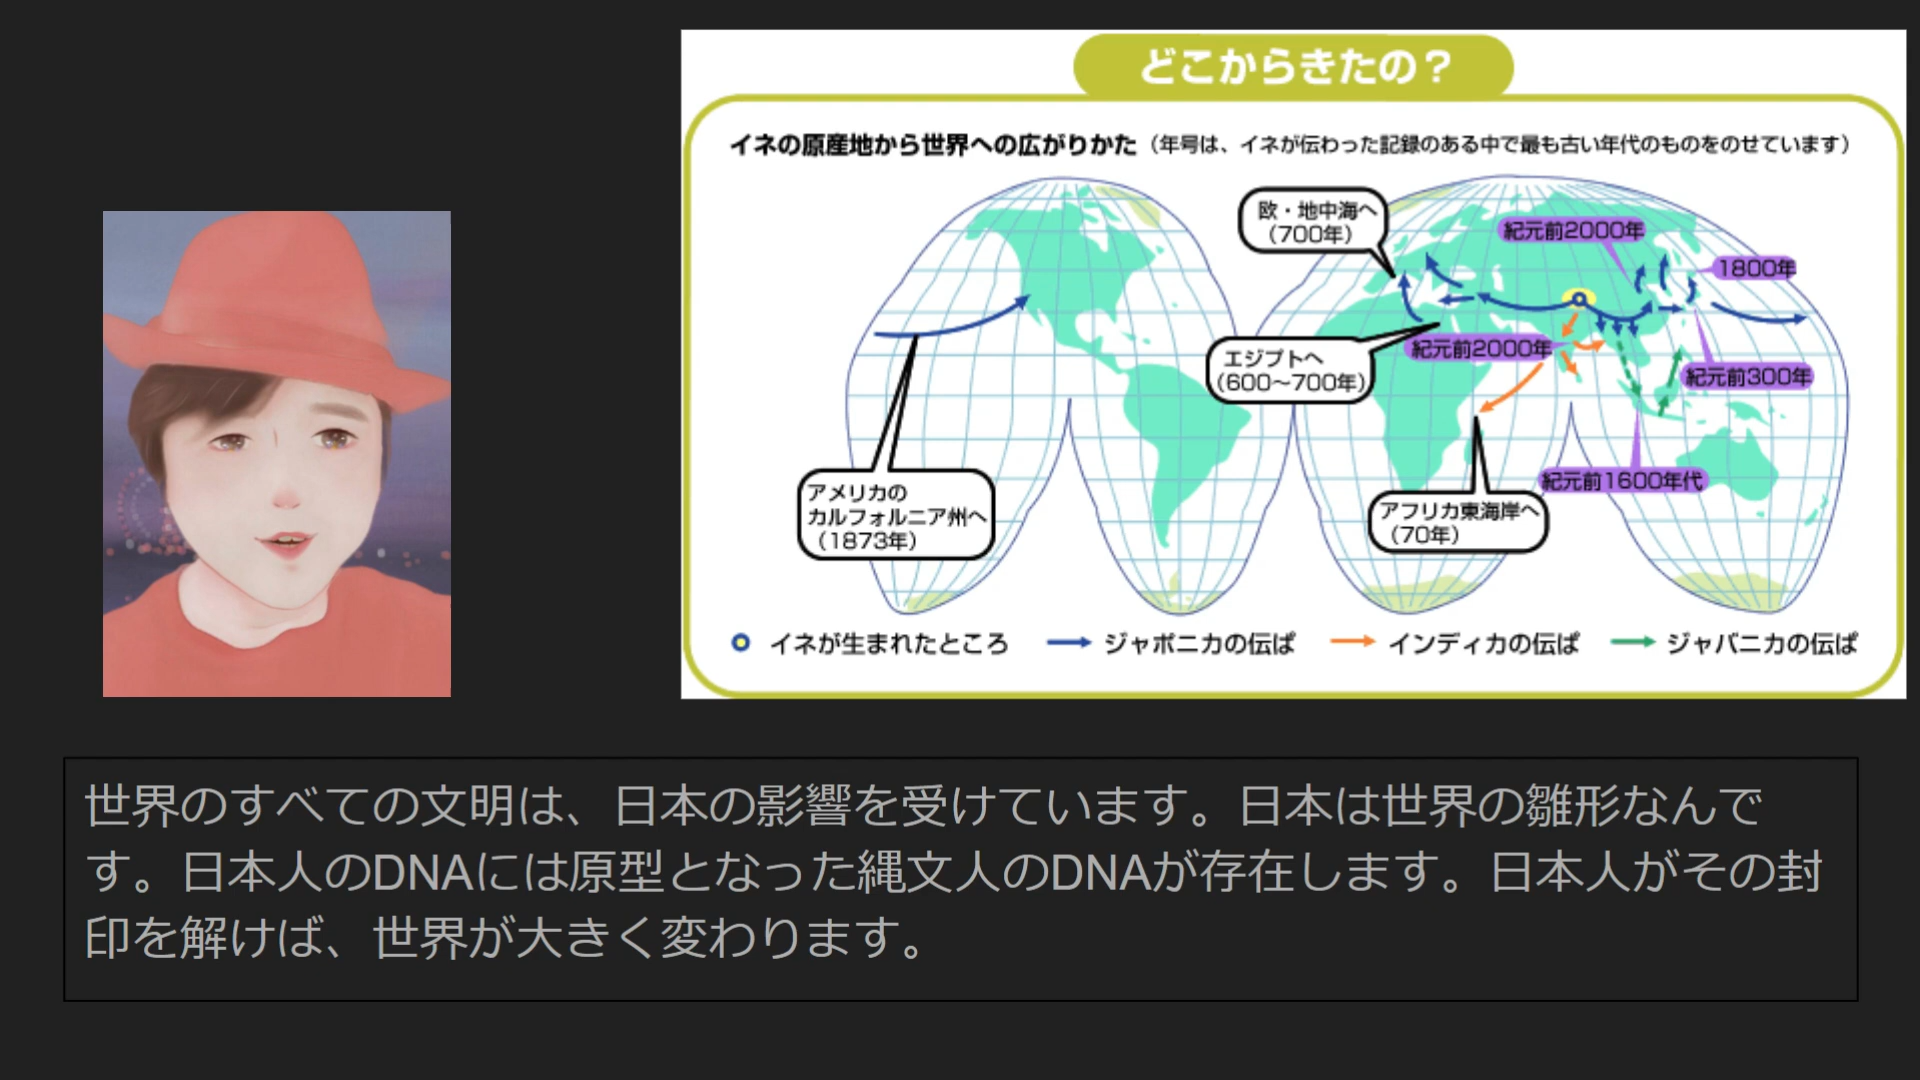 どこからきたの？
イネの原産地から世界への広がりかた（年号は、イネが伝わった記録のある中で最も古い年代のものをのせています）
欧・地中海へ
（700年）
紀元前2000年
1800年
エジプトへ
（600〜700年）
紀元前2000年
紀元前300年
アメリカの
カルフォルニア州へ
（1873年）
紀元前1600年代
アフリカ東海岸へ
（70年）
イネが生まれたところ
ジャポニカの伝ぱ
インディカの伝ぱ
ジャバニカの伝ぱ
世界のすべての文明は、日本の影響を受けています。日本は世界の雛形なんで
す。日本人のDNAには原型となった縄文人のDNAが存在します。日本人がその封
印を解けば、世界が大きく変わります。